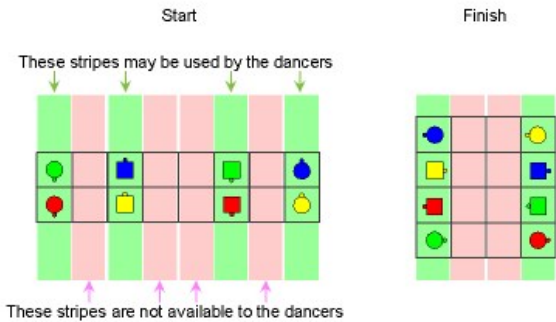 Start
Finish
These stripes may be used by the dancers
These stripes are not available to the dancers